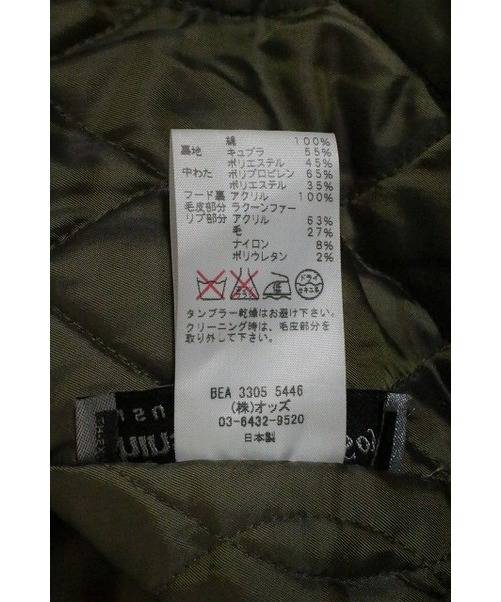 綿 100%
裏地 キュプラ 55%
ポリエステル 45%
中わた ポリプロピレン 65%
ポリエステル 35%
フード裏 アクリル 100%
毛皮部分 ラクーンファー
リブ部分 アクリル 63%
毛 27%
ナイロン 8%
ポリウレタン 2%
ドライ
セキユ系
タンブラー乾燥はお避け下さい。
クリーニング時は、毛皮部分を
取り外して下さい。
BEA 3305 5446
(株)オッズ
03-6432-9520
日本製